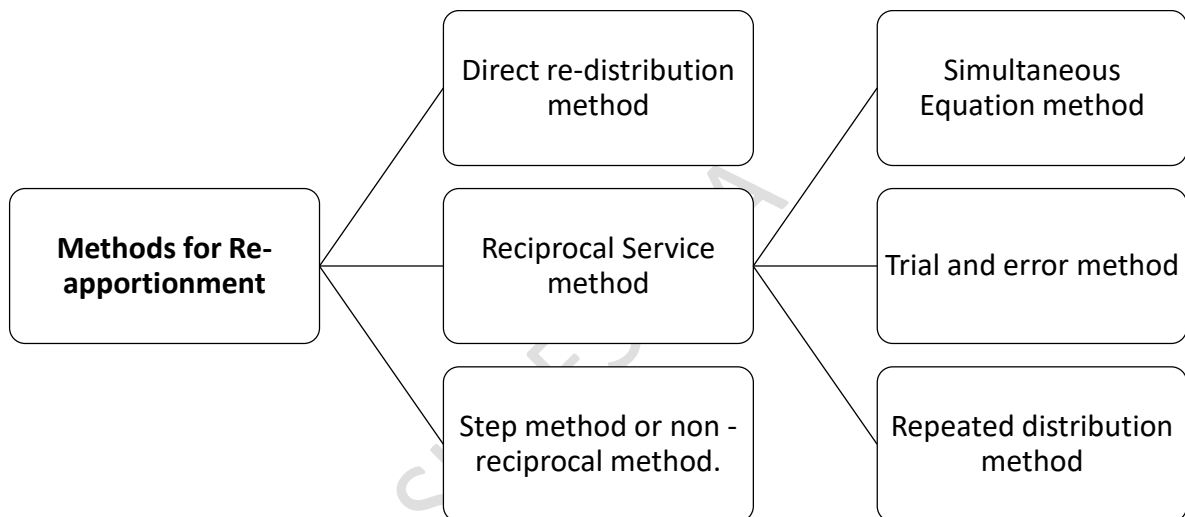 Methods for Re-
apportionment
Direct re-distribution
method
Reciprocal Service
method
Step method or non -
reciprocal method.
Simultaneous
Equation method
Trial and error method
Repeated distribution
method